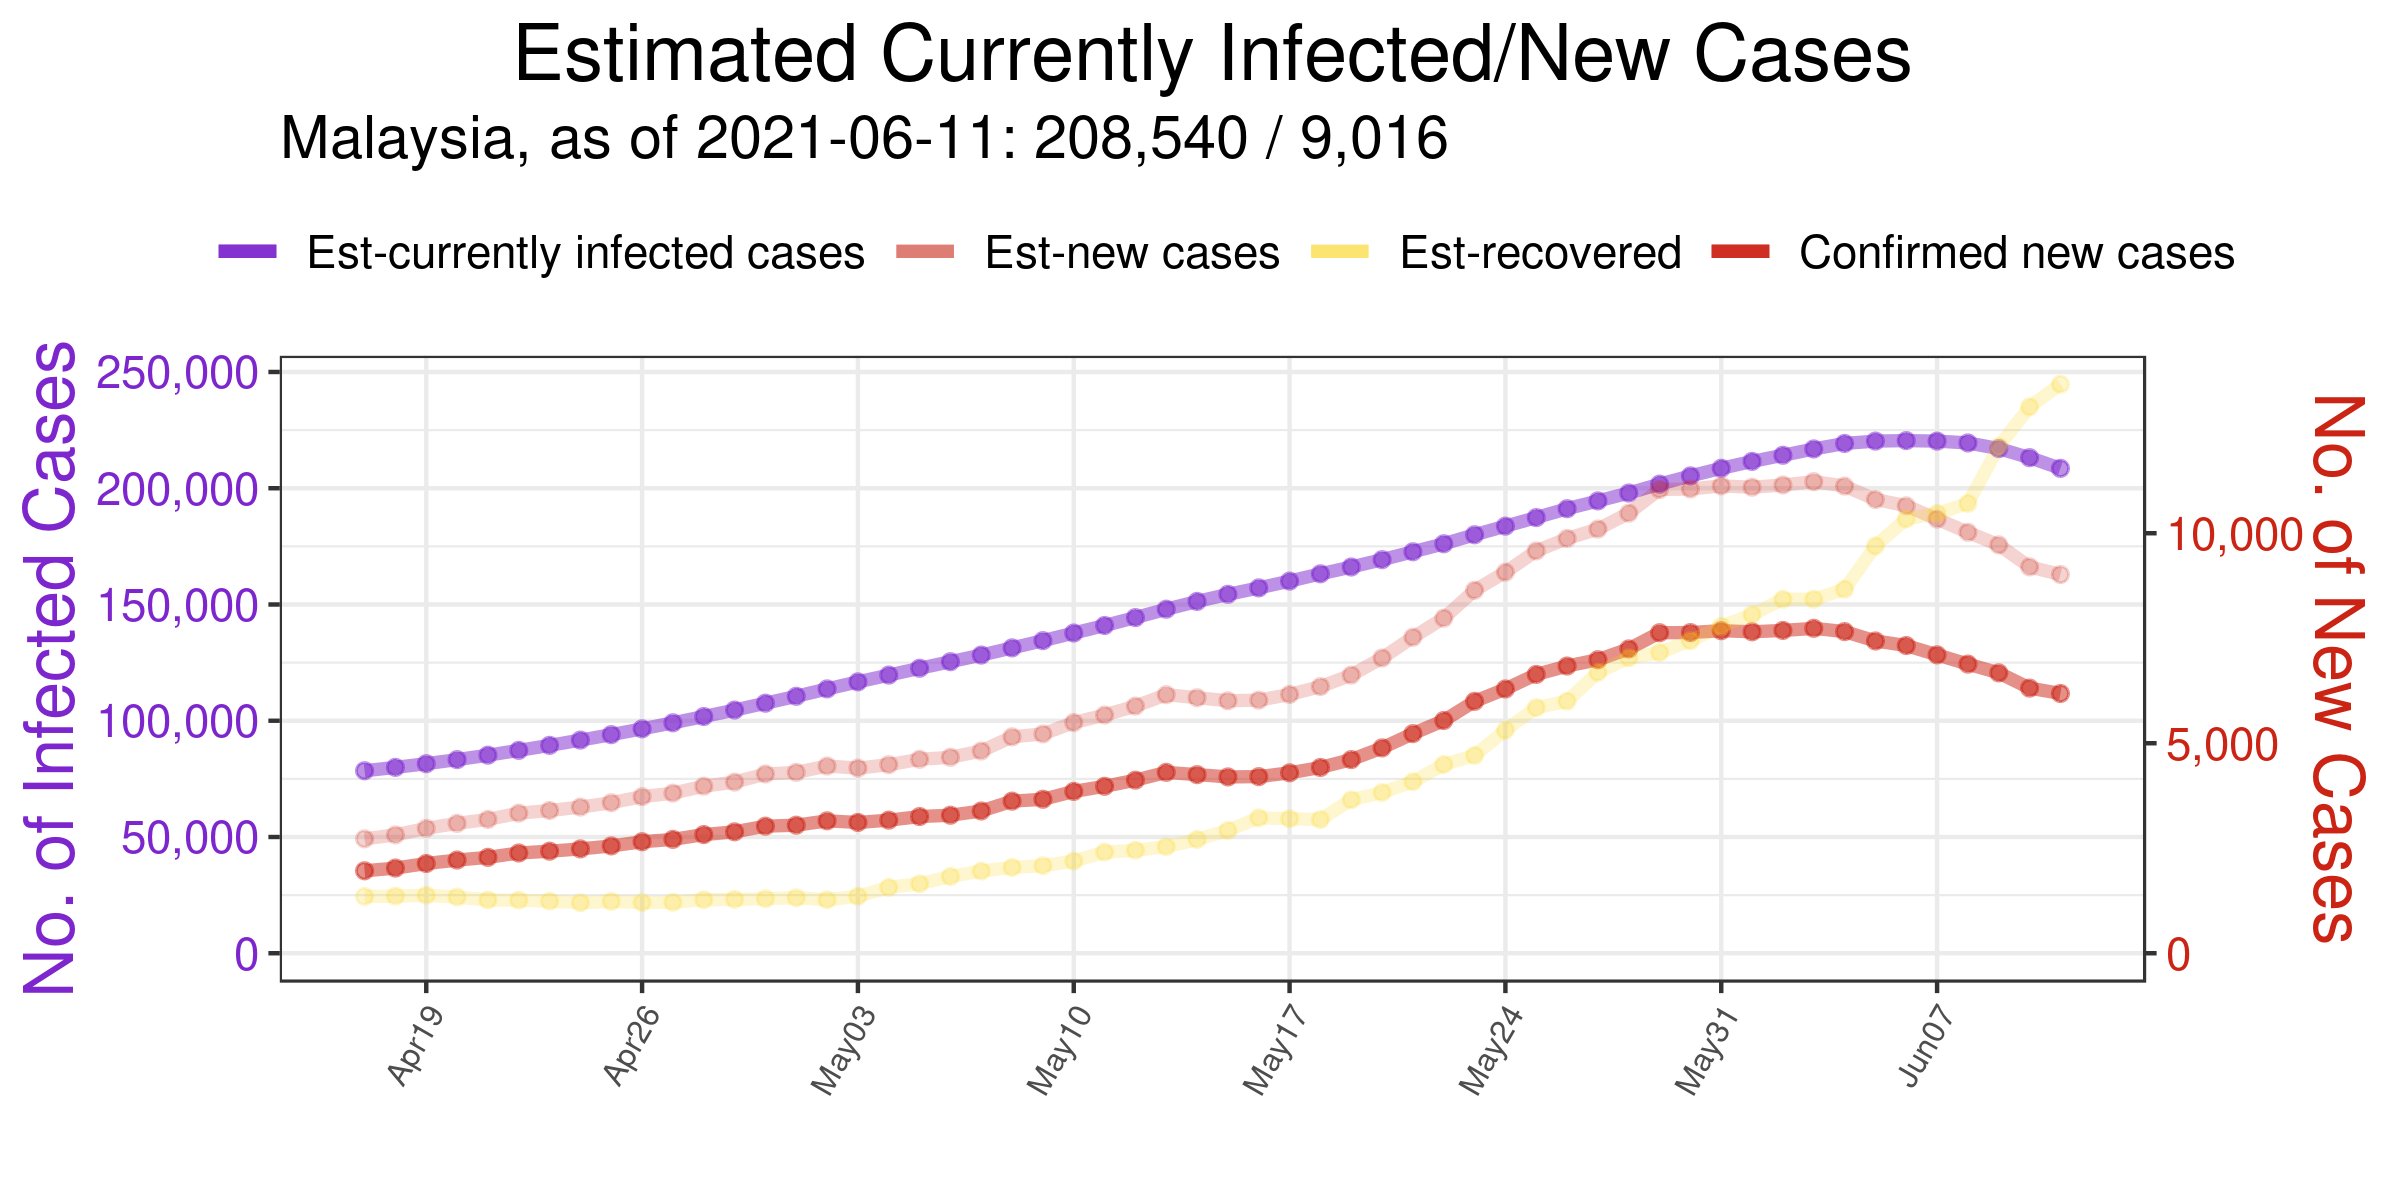 Estimated Currently Infected/New Cases
Malaysia, as of 2021-06-11: 208,540 / 9,016
Est-currently infected cases Est-new cases Est-recovered Confirmed new cases
No. of Infected Cases
250,000
200,000
150,000
100,000
50,000
0
10,000
5,000
0
No. of New Cases
Apr19 Apr26 May03 May10 May17 May24 May31 Jun07